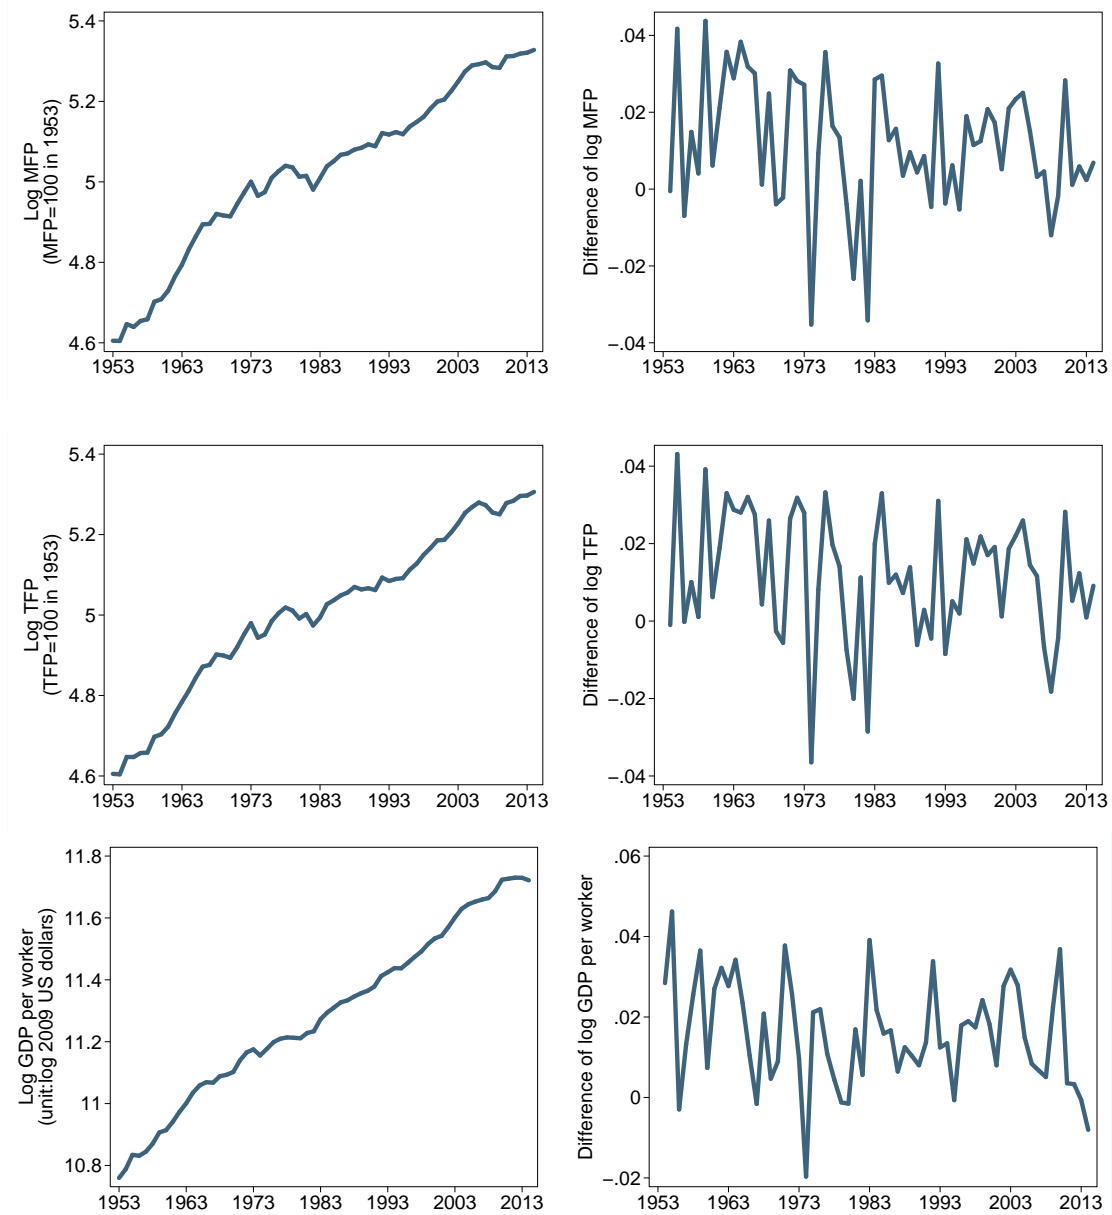 Log MFP
(MFP=100 in 1953)
5.4
5.2
5
4.8
4.6
1953 1963 1973 1983 1993 2003 2013
Difference of log MFP
.04
.02
0
−.02
−.04
1953 1963 1973 1983 1993 2003 2013
Log TFP
(TFP=100 in 1953)
5.4
5.2
5
4.8
4.6
1953 1963 1973 1983 1993 2003 2013
Difference of log TFP
.04
.02
0
−.02
−.04
1953 1963 1973 1983 1993 2003 2013
Log GDP per worker
(unit:log 2009 US dollars)
11.8
11.6
11.4
11.2
11
10.8
1953 1963 1973 1983 1993 2003 2013
Difference of log GDP per worker
.06
.04
.02
0
−.02
1953 1963 1973 1983 1993 2003 2013